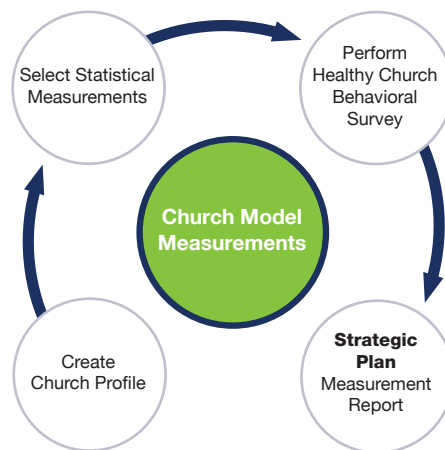 Select Statistical
Measurements
Perform
Healthy Church
Behavioral
Survey
Church Model
Measurements
Create
Church Profile
Strategic
Plan
Measurement
Report